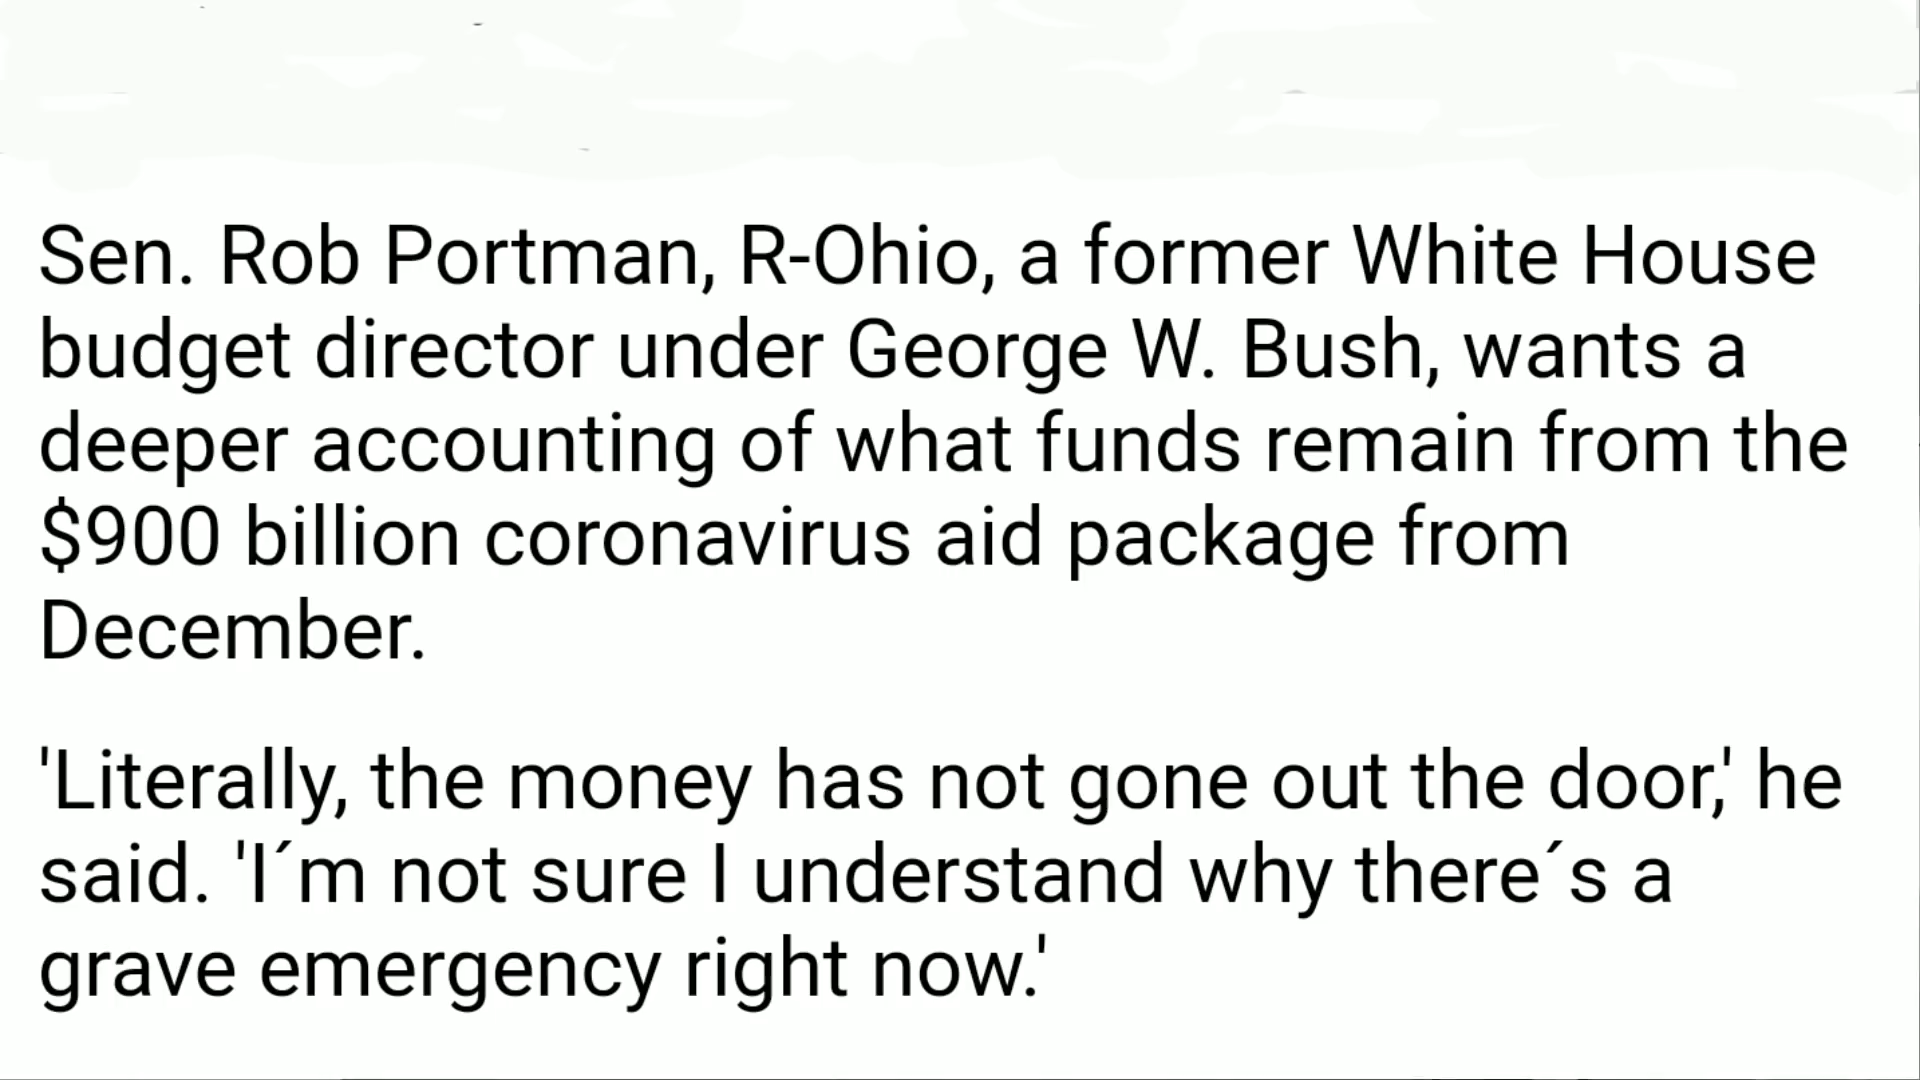 Sen. Rob Portman, R-Ohio, a former White House
budget director under George W. Bush, wants a
deeper accounting of what funds remain from the
$900 billion coronavirus aid package from
December.
'Literally, the money has not gone out the door,' he
said. 'I´m not sure I understand why there´s a
grave emergency right now.'